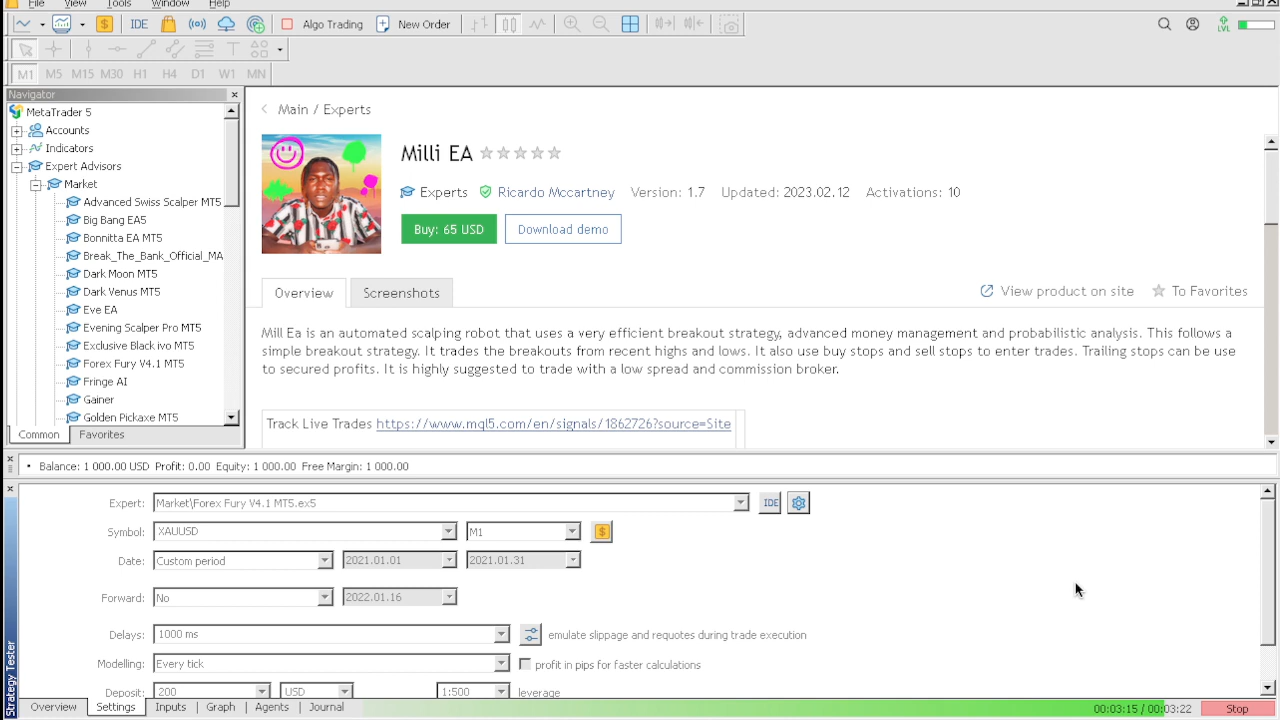 File View Tools Window Help
IDE Algo Trading New Order LVL
M1 M5 M15 M30 H1 H4 D1 W1 MN
Navigator
MetaTrader 5
Accounts
Indicators
Expert Advisors
Market
Advanced Swiss Scalper MT5
Big Bang EA5
Bonnitta EA MT5
Break_The_Bank_Official_MA
Dark Moon MT5
Dark Venus MT5
Eve EA
Evening Scalper Pro MT5
Exclusive Black ivo MT5
Forex Fury V4.1 MT5
Fringe AI
Gainer
Golden Pickaxe MT5
Common Favorites
Main / Experts
Milli EA
Experts Ricardo Mccartney Version: 1.7 Updated: 2023.02.12 Activations: 10
Buy: 65 USD Download demo
Overview Screenshots View product on site To Favorites
Mill Ea is an automated scalping robot that uses a very efficient breakout strategy, advanced money management and probabilistic analysis. This follows a
simple breakout strategy. It trades the breakouts from recent highs and lows. It also use buy stops and sell stops to enter trades. Trailing stops can be use
to secured profits. It is highly suggested to trade with a low spread and commission broker.
Track Live Trades https://www.mql5.com/en/signals/1862726?source=Site
Balance: 1 000.00 USD Profit: 0.00 Equity: 1 000.00 Free Margin: 1 000.00
Expert: Market\Forex Fury V4.1 MT5.ex5 IDE
Symbol: XAUUSD M1
Date: Custom period 2021.01.01 2021.01.31
Forward: No 2022.01.16
Delays: 1000 ms emulate slippage and requotes during trade execution
Modelling: Every tick profit in pips for faster calculations
Deposit: 200 USD 1:500 leverage
Strategy Tester
Overview Settings Inputs Graph Agents Journal 00:03:15 / 00:03:22 Stop